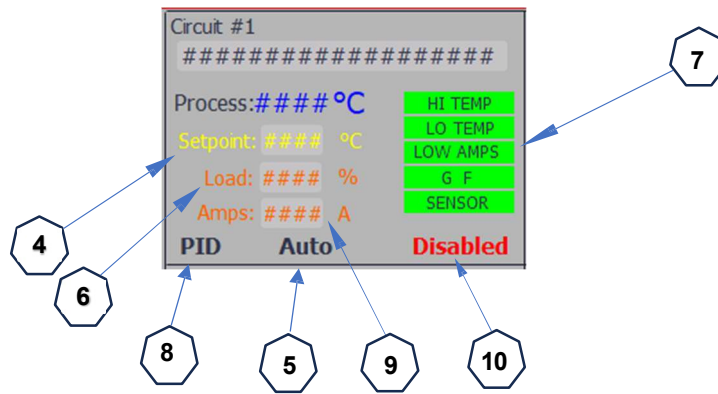 Circuit #1
###################
7
Process:#### °C
HI TEMP
LO TEMP
Setpoint: #### °C
LOW AMPS
Load: #### %
G F
SENSOR
Amps: #### A
4
6
PID Auto Disabled
8
5
9
10